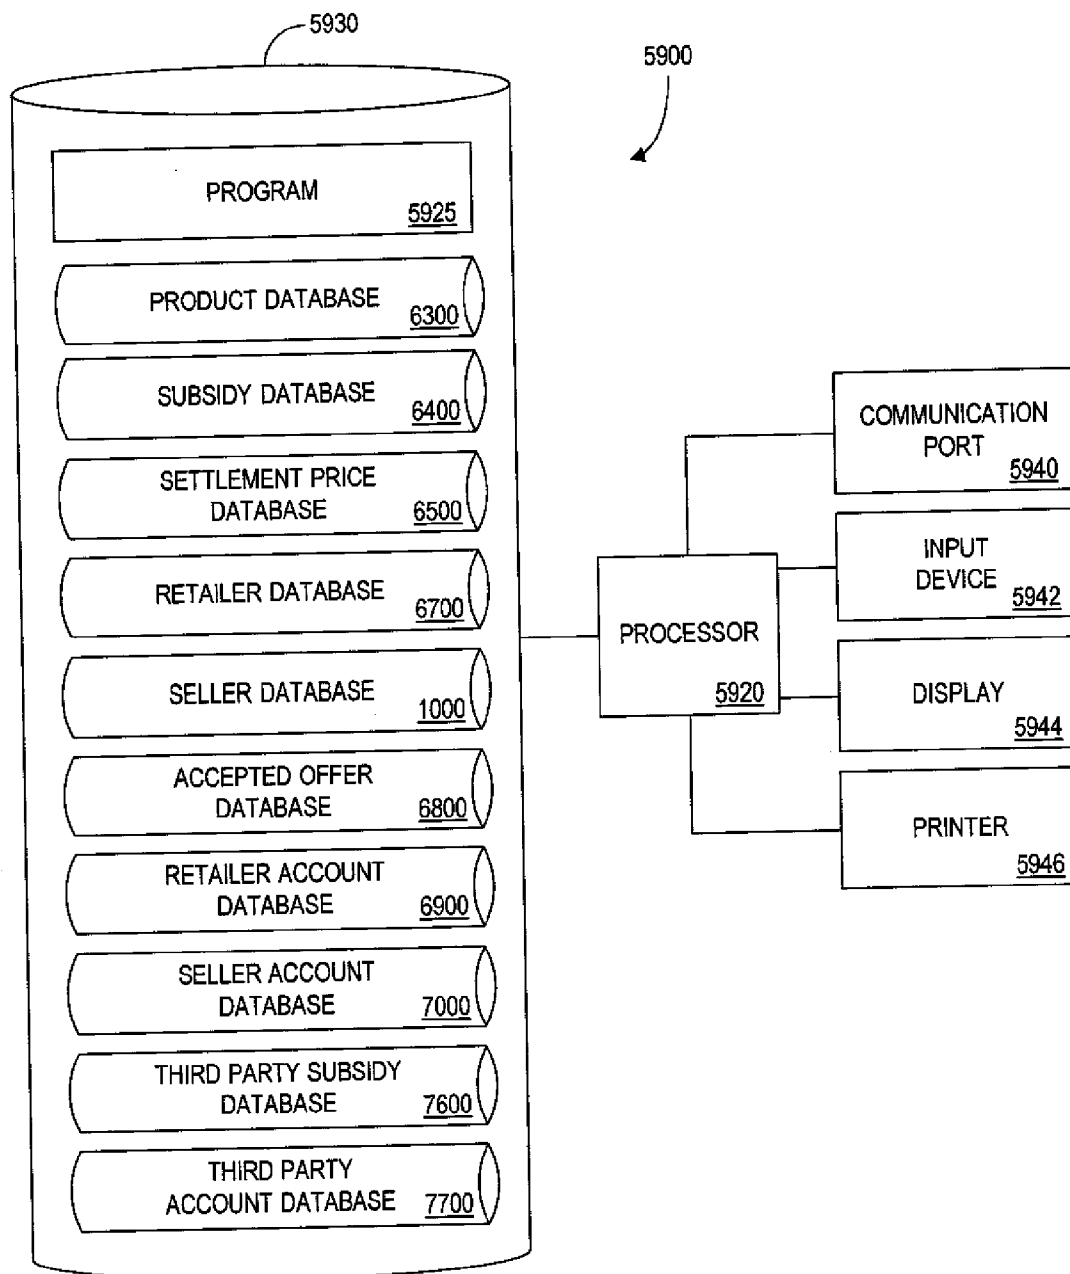 5930
5900
PROGRAM
5925
PRODUCT DATABASE
6300
SUBSIDY DATABASE
6400
SETTLEMENT PRICE
DATABASE
6500
RETAILER DATABASE
6700
SELLER DATABASE
1000
ACCEPTED OFFER
DATABASE
6800
RETAILER ACCOUNT
DATABASE
6900
SELLER ACCOUNT
DATABASE
7000
THIRD PARTY SUBSIDY
DATABASE
7600
THIRD PARTY
ACCOUNT DATABASE
7700
PROCESSOR
5920
COMMUNICATION
PORT
5940
INPUT
DEVICE
5942
DISPLAY
5944
PRINTER
5946